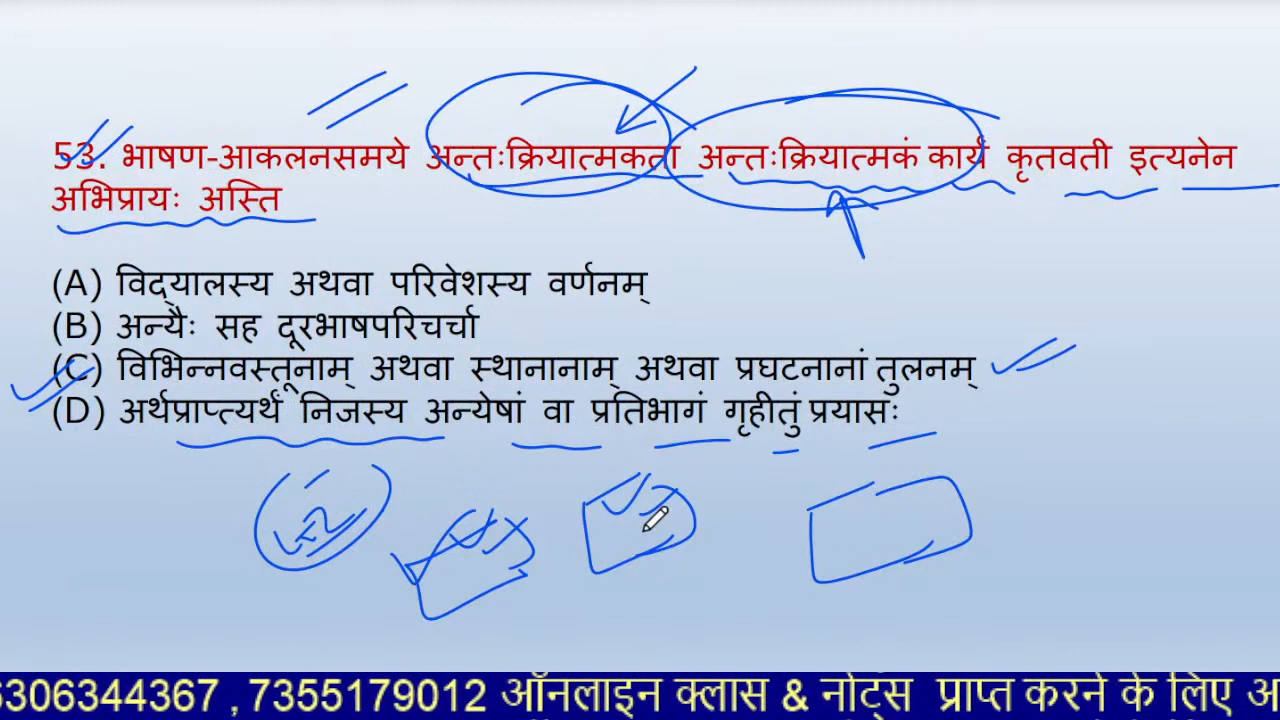 53. भाषण-आकलनसमये अन्तःक्रियात्मकता अन्तःक्रियात्मकं कार्यं कृतवती इत्यनेन
अभिप्रायः अस्ति
(A) विद्यालस्य अथवा परिवेशस्य वर्णनम्
(B) अन्यैः सह दूरभाषपरिचर्चा
(C) विभिन्नवस्तूनाम् अथवा स्थानानाम् अथवा प्रघटनानां तुलनम्
(D) अर्थप्राप्त्यर्थं निजस्य अन्येषां वा प्रतिभागं गृहीतुं प्रयासः
6306344367 , 7355179012 ऑनलाइन क्लास & नोट्स प्राप्त करने के लिए